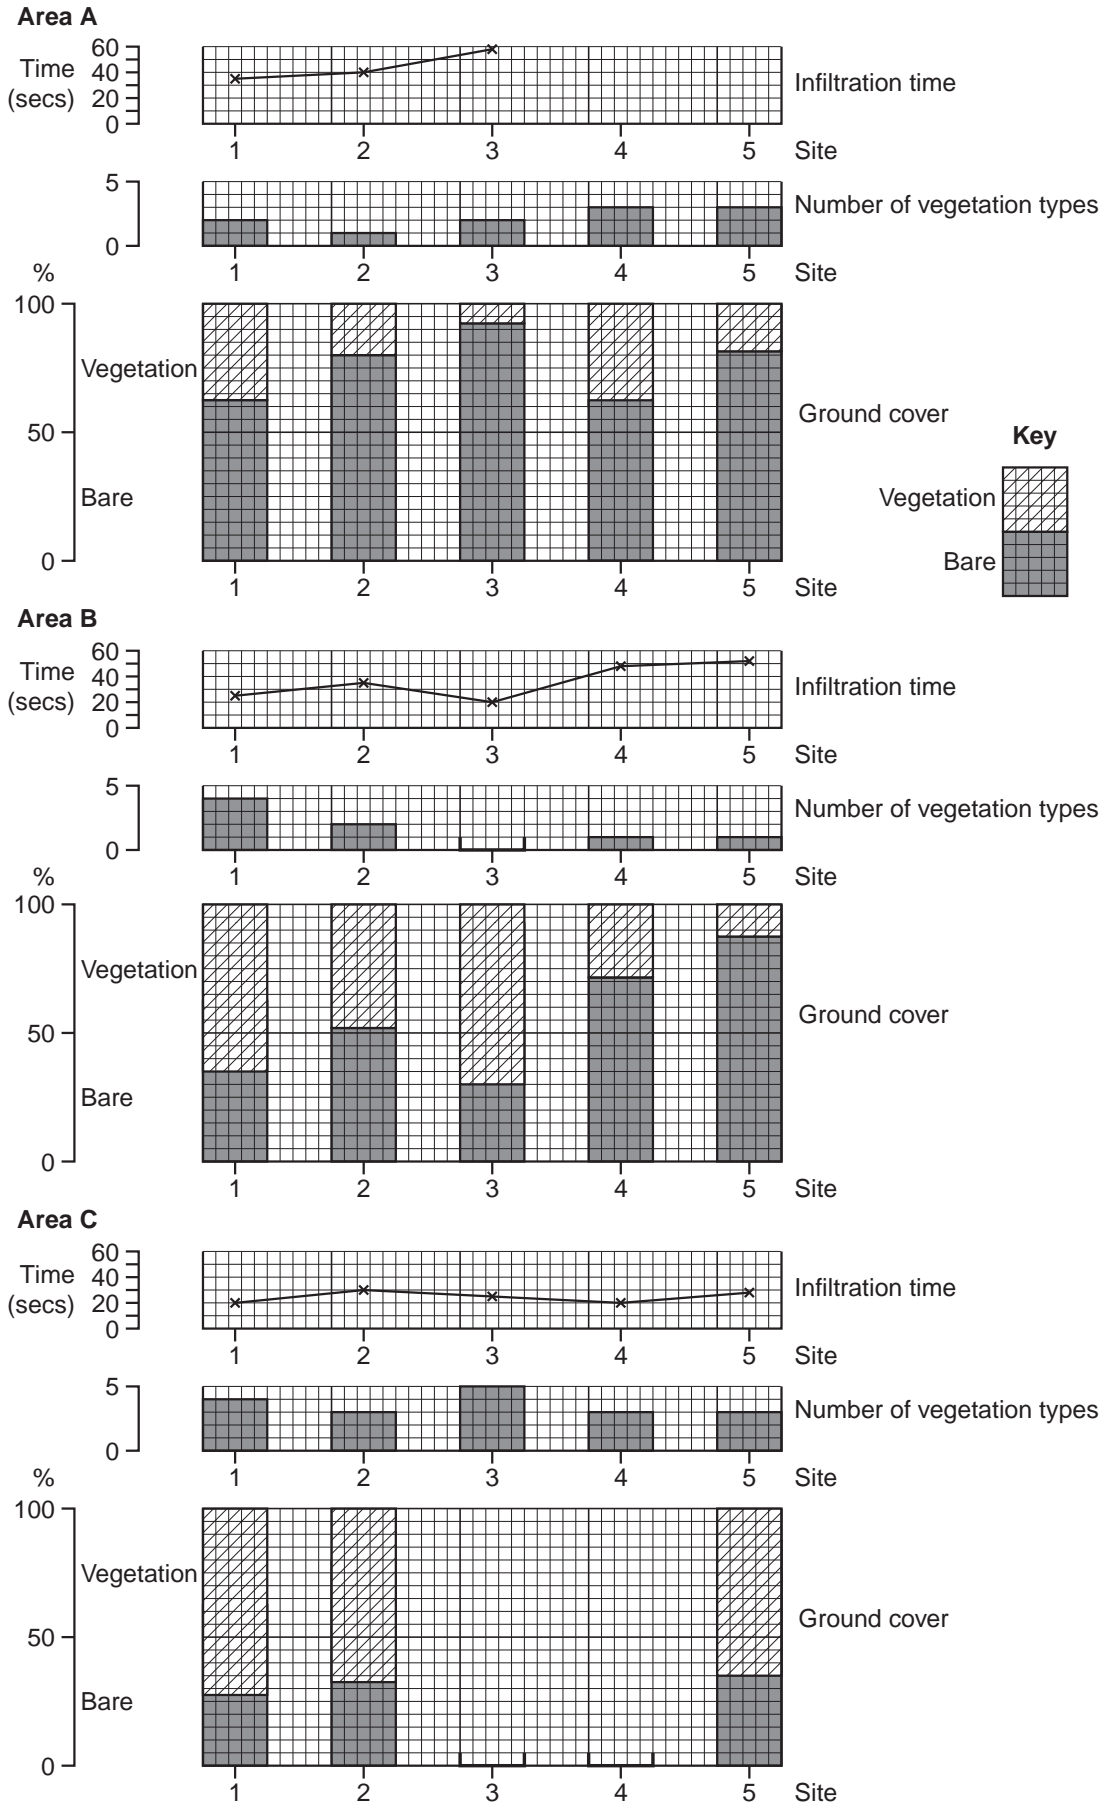 Area A
Time
(secs)
60
40
20
0
Infiltration time
1 2 3 4 5 Site
5
0
Number of vegetation types
1 2 3 4 5 Site
%
100
Vegetation
50
Bare
0
Ground cover
Key
Vegetation
Bare
1 2 3 4 5 Site
Area B
Time
(secs)
60
40
20
0
Infiltration time
1 2 3 4 5 Site
5
0
Number of vegetation types
1 2 3 4 5 Site
%
100
Vegetation
50
Bare
0
Ground cover
1 2 3 4 5 Site
Area C
Time
(secs)
60
40
20
0
Infiltration time
1 2 3 4 5 Site
5
0
Number of vegetation types
1 2 3 4 5 Site
%
100
Vegetation
50
Bare
0
Ground cover
1 2 3 4 5 Site